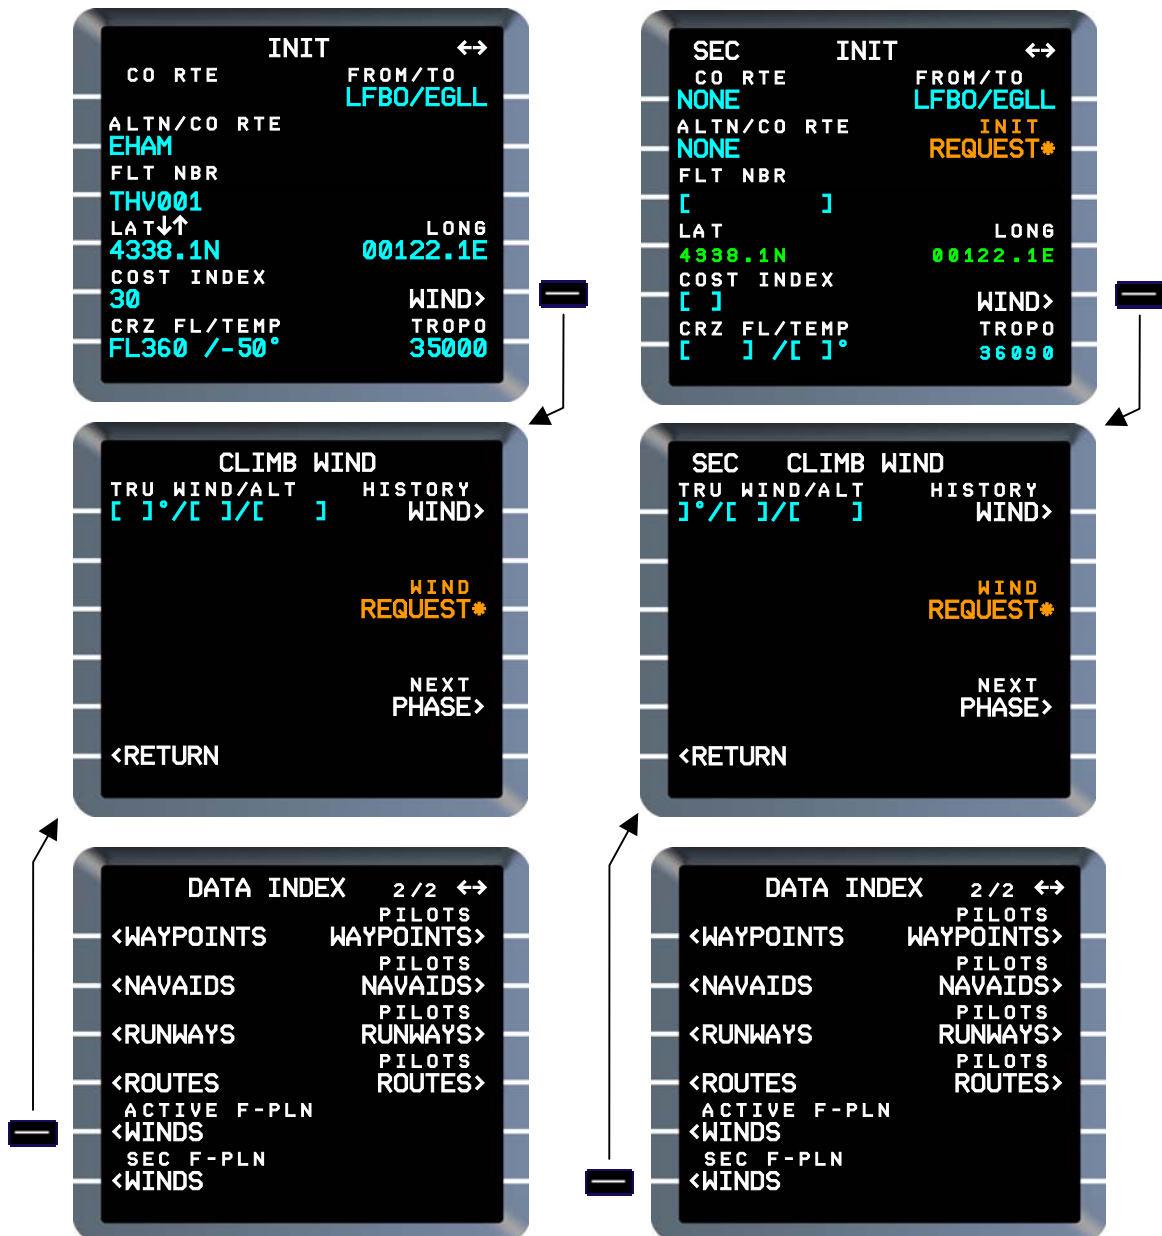 INIT ←→
CO RTE FROM/TO
LFBO/EGLL
ALTN/CO RTE
EHAM
FLT NBR
THV001
LAT↓↑ LONG
4338.1N 00122.1E
COST INDEX
30 WIND>
CRZ FL/TEMP TROPO
FL360 /-50° 35000
SEC INIT ←→
CO RTE FROM/TO
NONE LFBO/EGLL
ALTN/CO RTE INIT
NONE REQUEST*
FLT NBR
[ ]
LAT LONG
4338.1N 00122.1E
COST INDEX
[ ] WIND>
CRZ FL/TEMP TROPO
[ ] /[ ]° 36090
CLIMB WIND
TRU WIND/ALT HISTORY
[ ]°/[ ]/[ ] WIND>
WIND
REQUEST*
NEXT
PHASE>
<RETURN
SEC CLIMB WIND
TRU WIND/ALT HISTORY
]°/[ ]/[ ] WIND>
WIND
REQUEST*
NEXT
PHASE>
<RETURN
DATA INDEX 2/2 ←→
PILOTS
<WAYPOINTS WAYPOINTS>
PILOTS
<NAVAIDS NAVAIDS>
PILOTS
<RUNWAYS RUNWAYS>
PILOTS
<ROUTES ROUTES>
ACTIVE F-PLN
<WINDS
SEC F-PLN
<WINDS
DATA INDEX 2/2 ←→
PILOTS
<WAYPOINTS WAYPOINTS>
PILOTS
<NAVAIDS NAVAIDS>
PILOTS
<RUNWAYS RUNWAYS>
PILOTS
<ROUTES ROUTES>
ACTIVE F-PLN
<WINDS
SEC F-PLN
<WINDS